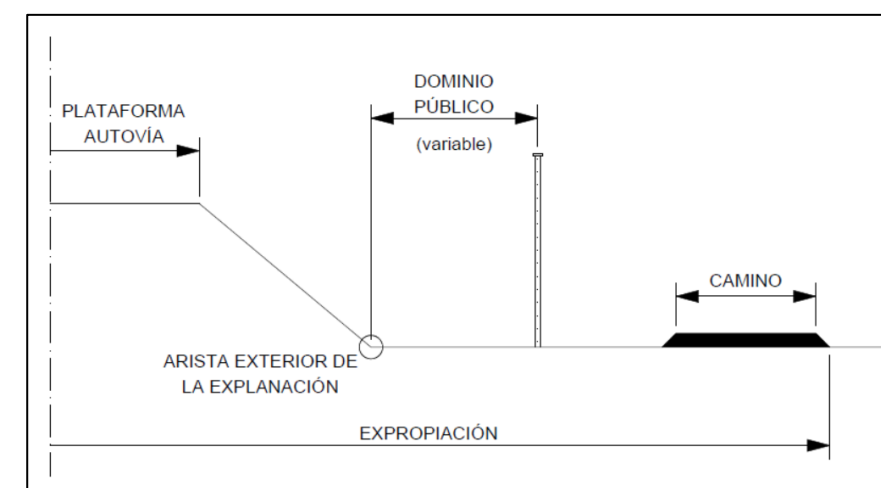 DOMINIO
PÚBLICO
(variable)
PLATAFORMA
AUTOVÍA
CAMINO
ARISTA EXTERIOR DE
LA EXPLANACIÓN
EXPROPIACIÓN